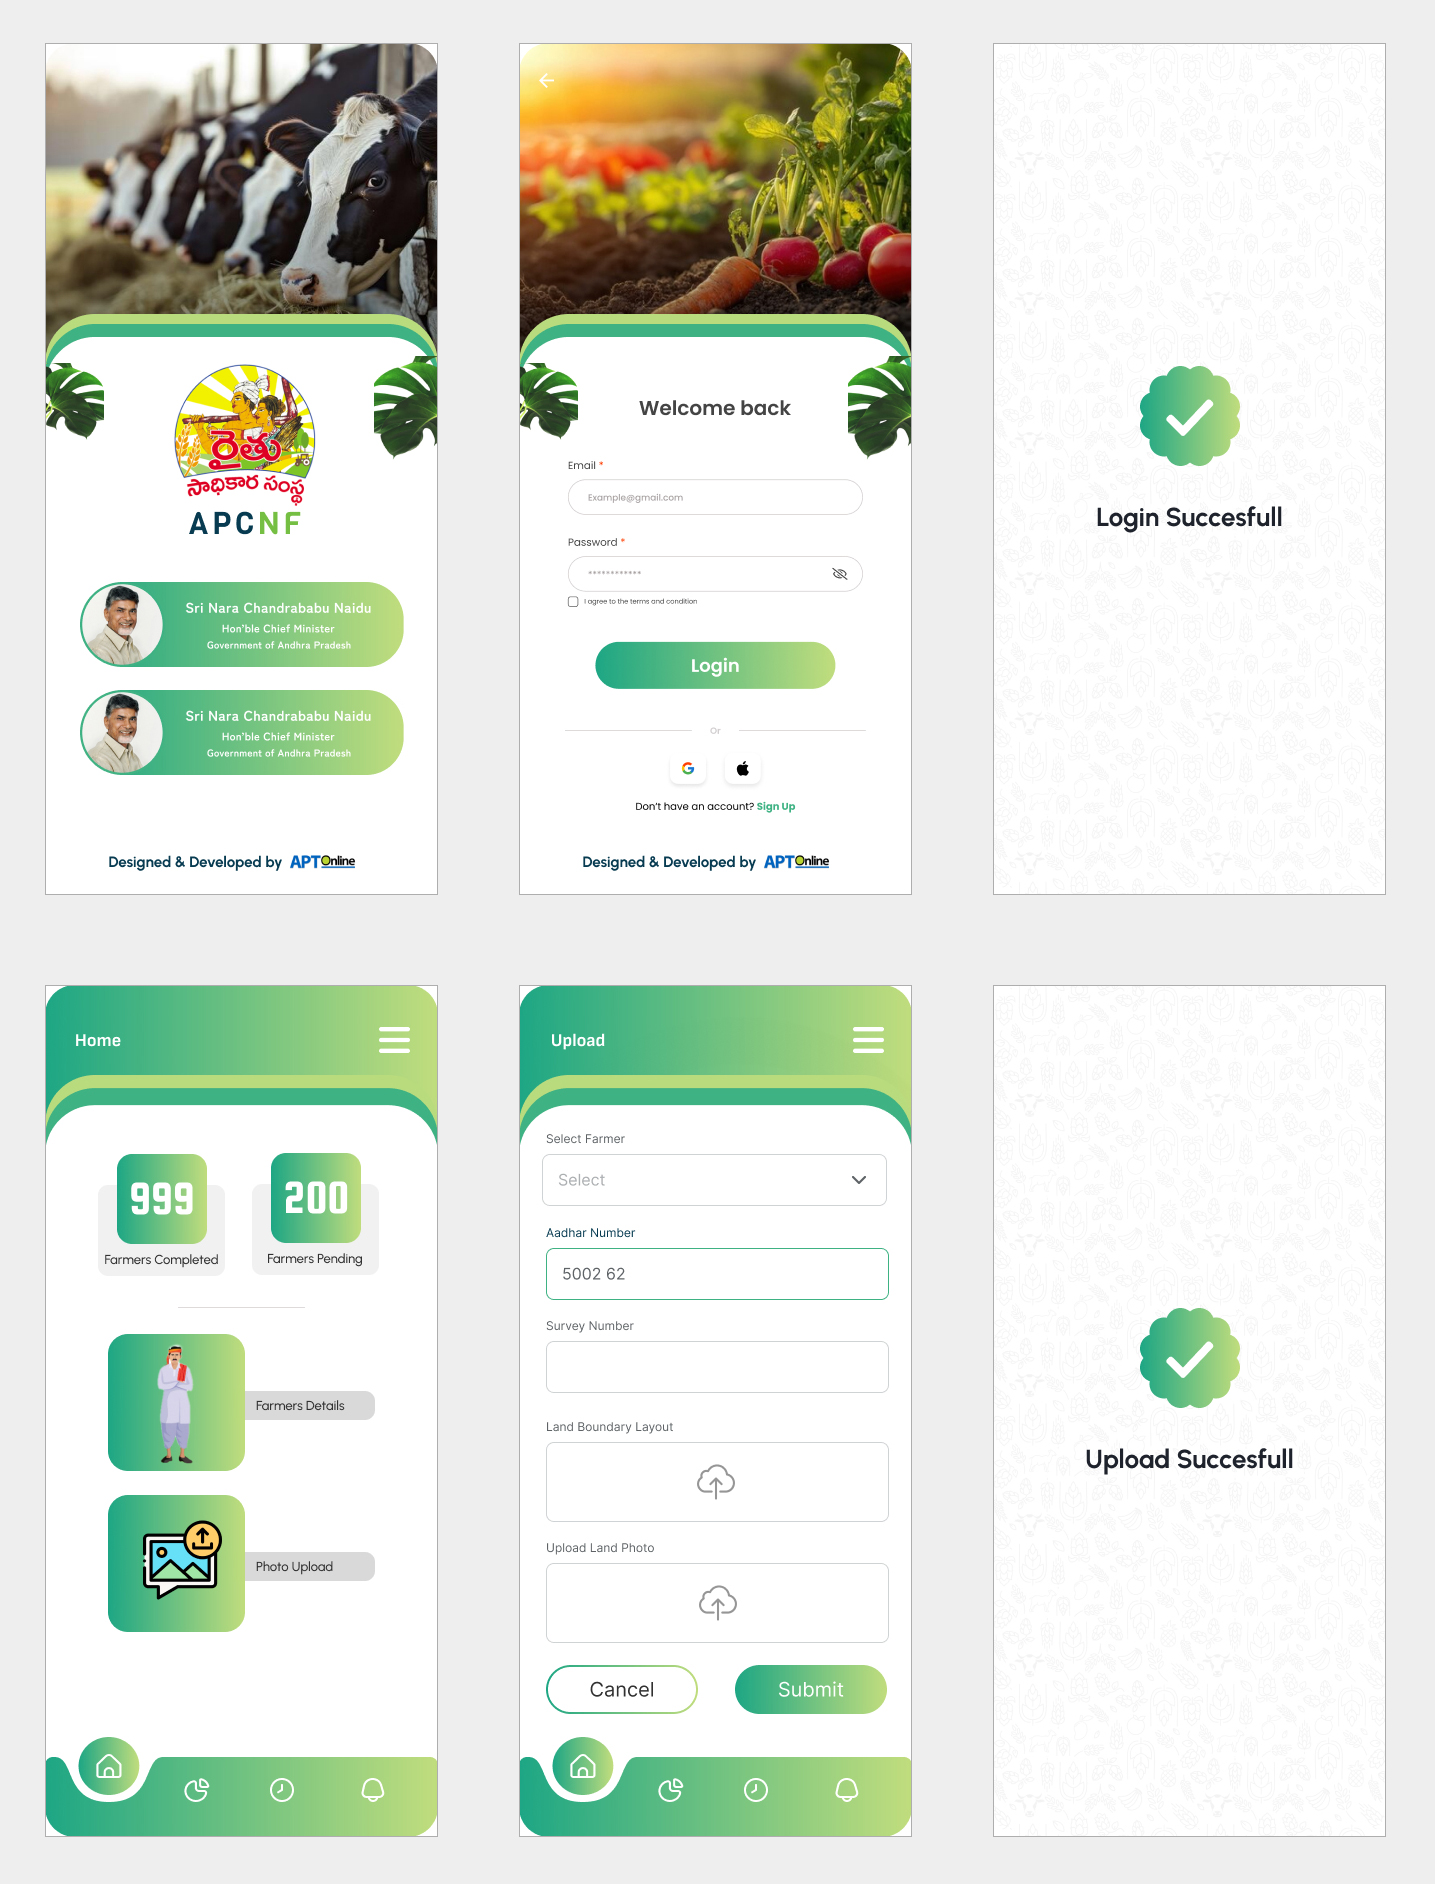 రైతు
సాధికార సంస్థ
APCNF
Sri Nara Chandrababu Naidu
Hon'ble Chief Minister
Government of Andhra Pradesh
Sri Nara Chandrababu Naidu
Hon'ble Chief Minister
Government of Andhra Pradesh
Designed & Developed by APTOnline
Welcome back
Email *
Example@gmail.com
Password *
************
I agree to the terms and condition
Login
Or
G
Don't have an account? Sign Up
Designed & Developed by APTOnline
Login Succesfull
Home
999
Farmers Completed
200
Farmers Pending
Farmers Details
Photo Upload
Upload
Select Farmer
Select
Aadhar Number
5002 62
Survey Number
Land Boundary Layout
Upload Land Photo
Cancel
Submit
Upload Succesfull